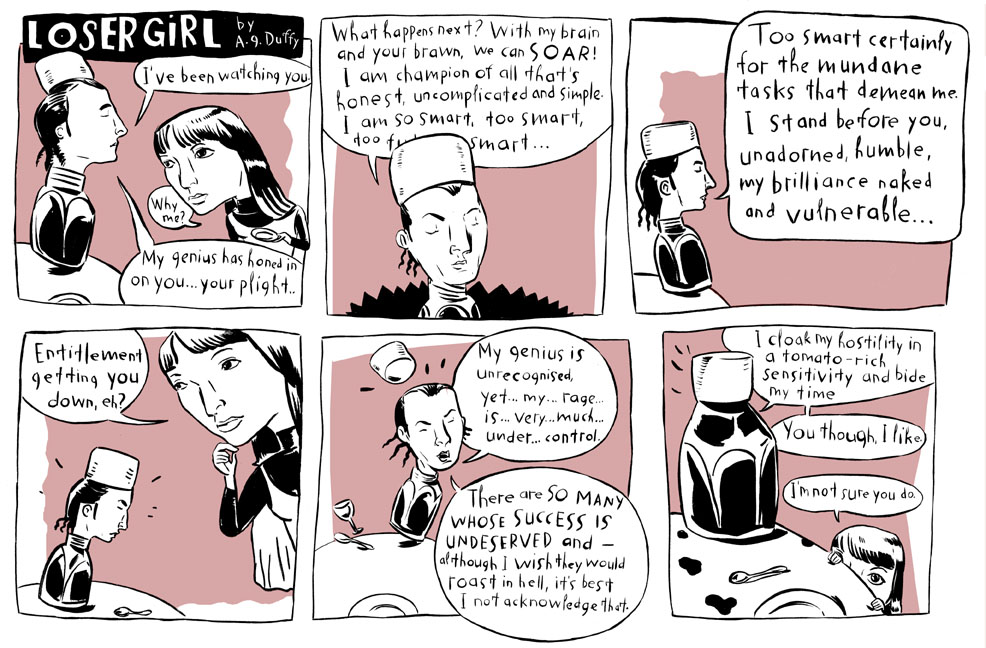 LOSER GIRL
by
A.G. Duffy
I've been watching you.
Why
me?
My genius has honed in
on you... your plight..
What happens next? With my brain
and your brawn, we can SOAR!
I am champion of all that's
honest, uncomplicated and simple.
I am so smart, too smart,
too smart...
Too smart certainly
for the mundane
tasks that demean me.
I stand before you,
unadorned, humble,
my brilliance naked
and vulnerable...
Entitlement
getting you
down, eh?
My genius is
unrecognised,
yet... my... rage...
is... very... much...
under... control.
There are SO MANY
WHOSE SUCCESS IS
UNDESERVED and —
although I wish they would
roast in hell, it's best
I not acknowledge that.
I cloak my hostility in
a tomato-rich
sensitivity and bide
my time
You though, I like.
I'm not sure you do.